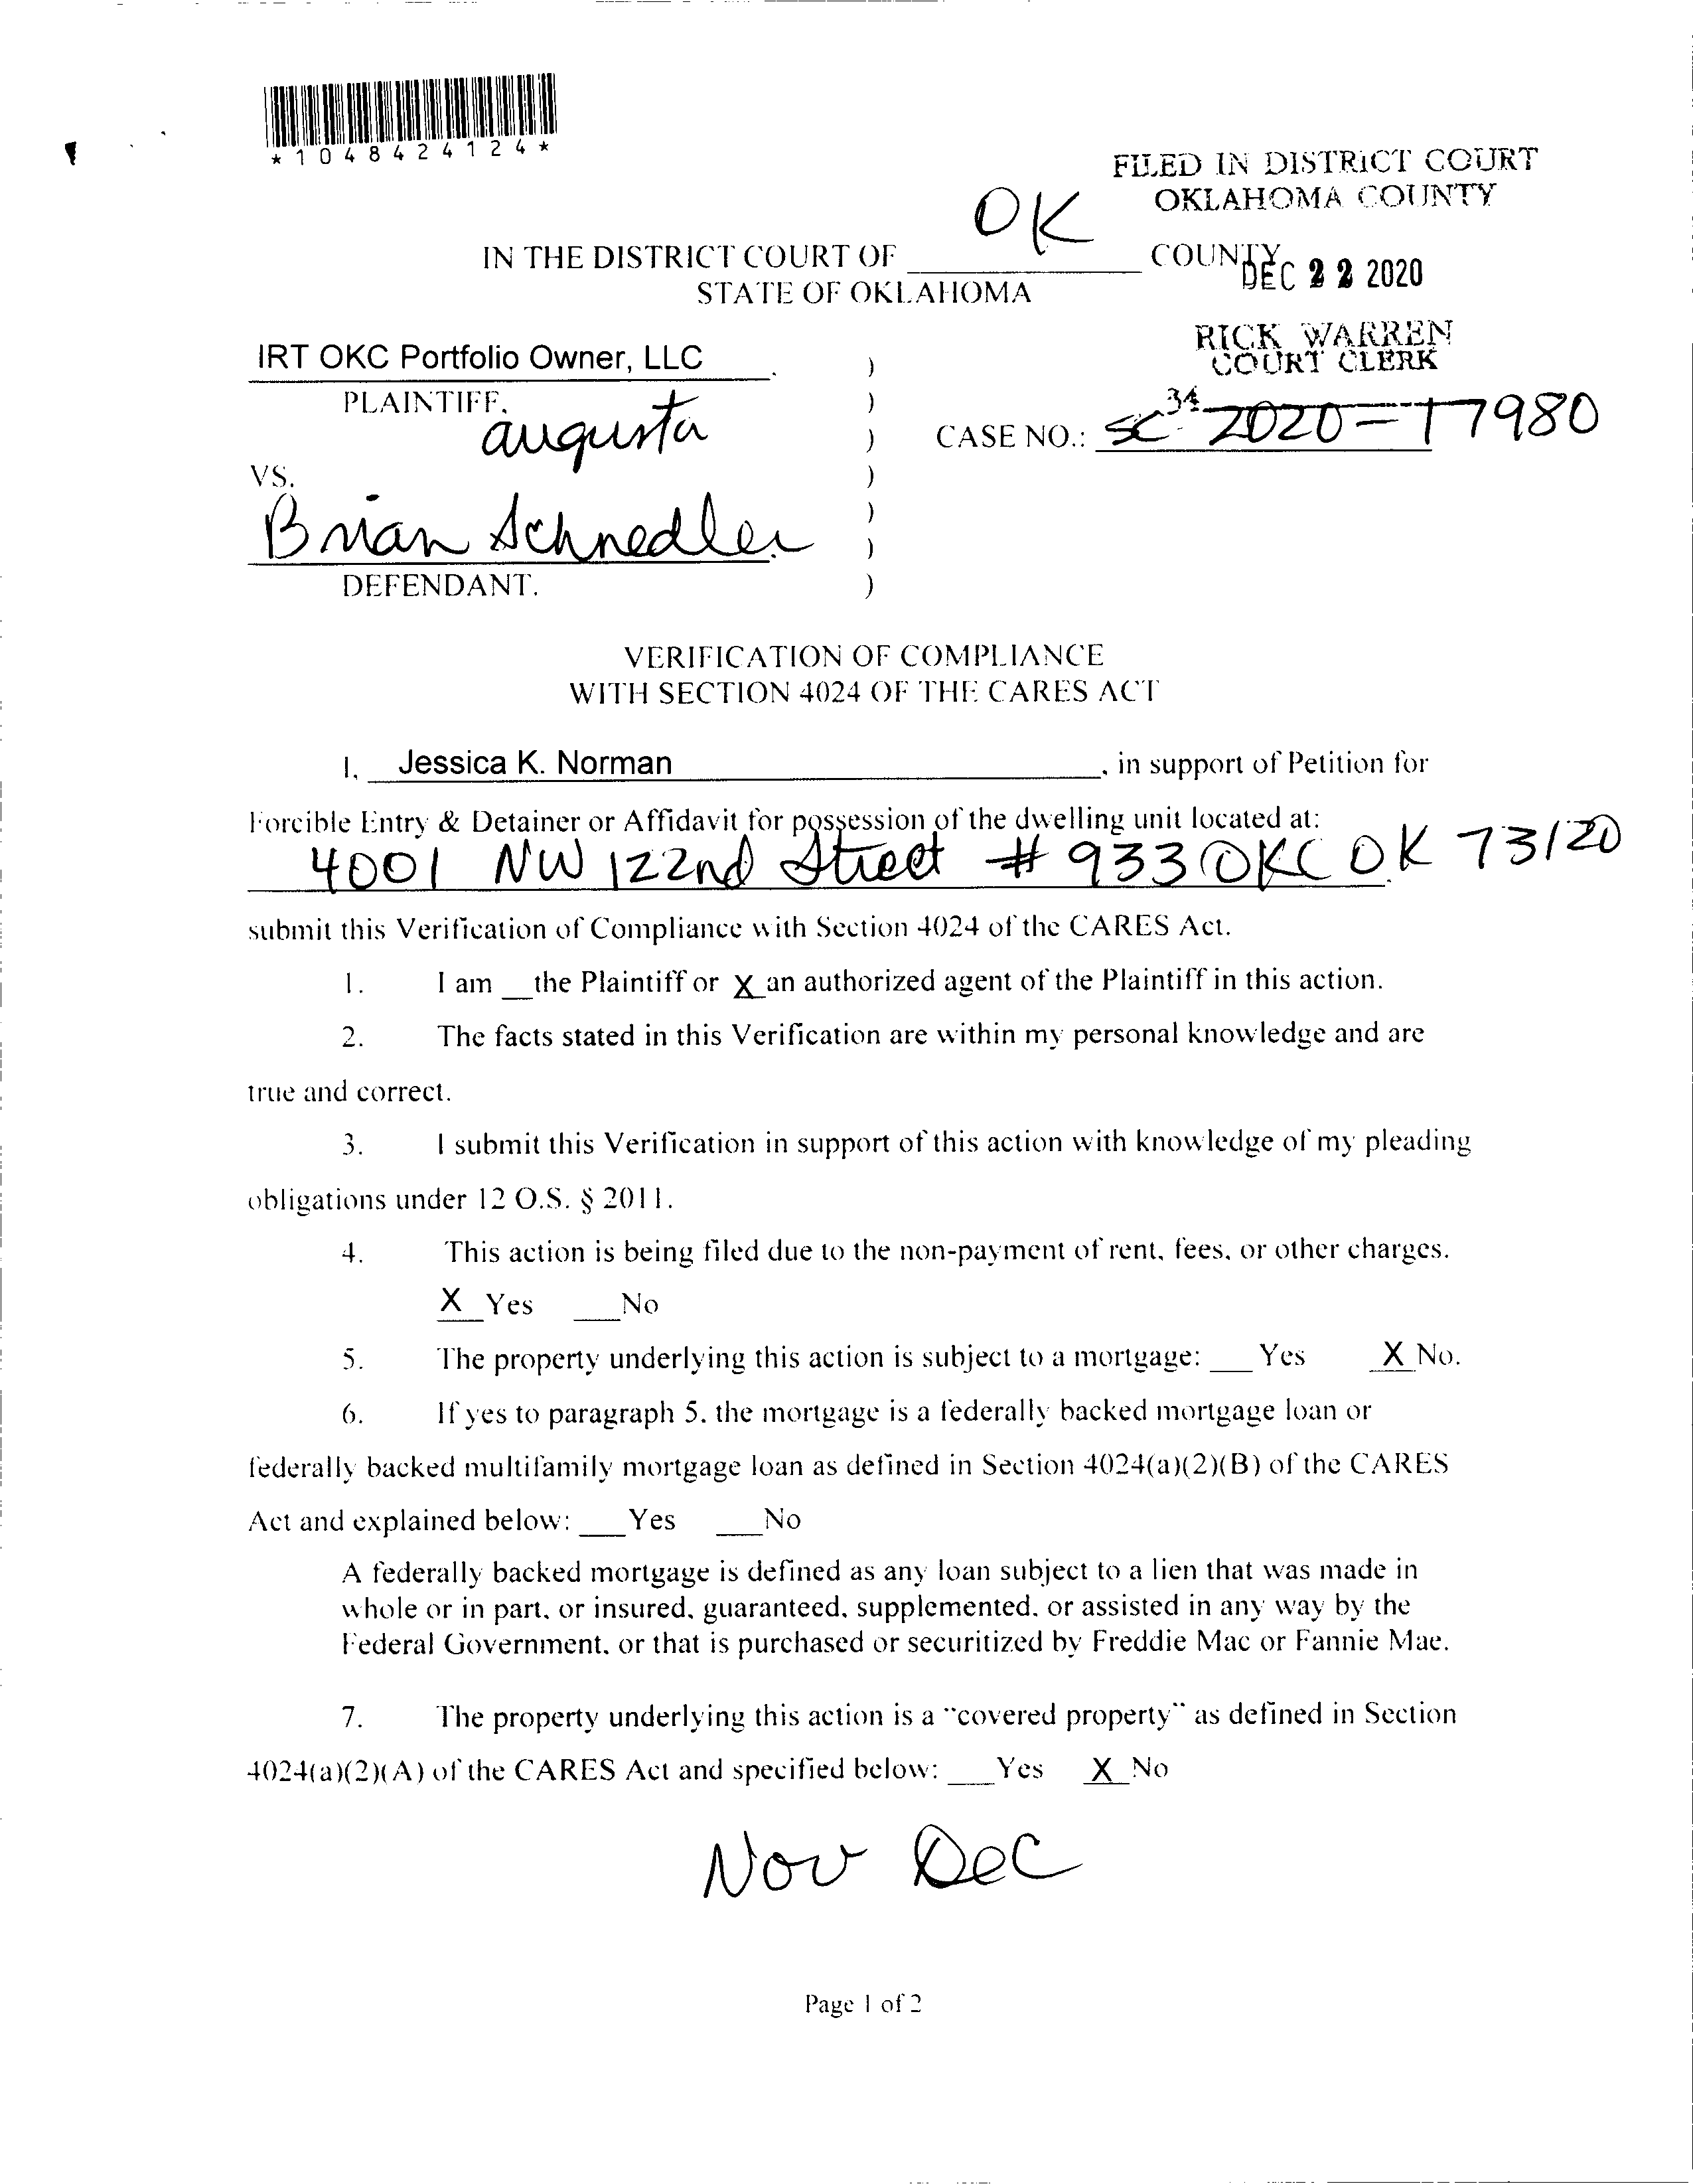 *1048424124*
FILED IN DISTRICT COURT
OKLAHOMA COUNTY
IN THE DISTRICT COURT OF OK COUNTY
DEC 22 2020
STATE OF OKLAHOMA
RICK WARREN
COURT CLERK
IRT OKC Portfolio Owner, LLC )
PLAINTIFF, )
augusta )
CASE NO.: SC 34 2020-17980
VS. )
)
Brian Schnedler )
DEFENDANT. )
VERIFICATION OF COMPLIANCE
WITH SECTION 4024 OF THE CARES ACT
I, Jessica K. Norman, in support of Petition for
Forcible Entry & Detainer or Affidavit for possession of the dwelling unit located at:
4001 NW 122nd Street # 933 OKC OK 73120
submit this Verification of Compliance with Section 4024 of the CARES Act.
1. I am __the Plaintiff or X an authorized agent of the Plaintiff in this action.
2. The facts stated in this Verification are within my personal knowledge and are
true and correct.
3. I submit this Verification in support of this action with knowledge of my pleading
obligations under 12 O.S. § 2011.
4. This action is being filed due to the non-payment of rent, fees, or other charges.
X Yes ___No
5. The property underlying this action is subject to a mortgage: ___ Yes X No.
6. If yes to paragraph 5, the mortgage is a federally backed mortgage loan or
federally backed multifamily mortgage loan as defined in Section 4024(a)(2)(B) of the CARES
Act and explained below: ___Yes ___No
A federally backed mortgage is defined as any loan subject to a lien that was made in
whole or in part, or insured, guaranteed, supplemented, or assisted in any way by the
Federal Government, or that is purchased or securitized by Freddie Mac or Fannie Mae.
7. The property underlying this action is a "covered property" as defined in Section
4024(a)(2)(A) of the CARES Act and specified below: ___Yes X No
Nov Dec
Page 1 of 2